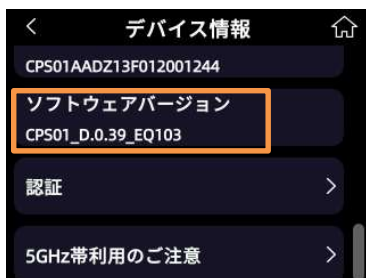 デバイス情報
CPS01AADZ13F012001244
ソフトウェアバージョン
CPS01_D.0.39_EQ103
認証
5GHz帯利用のご注意